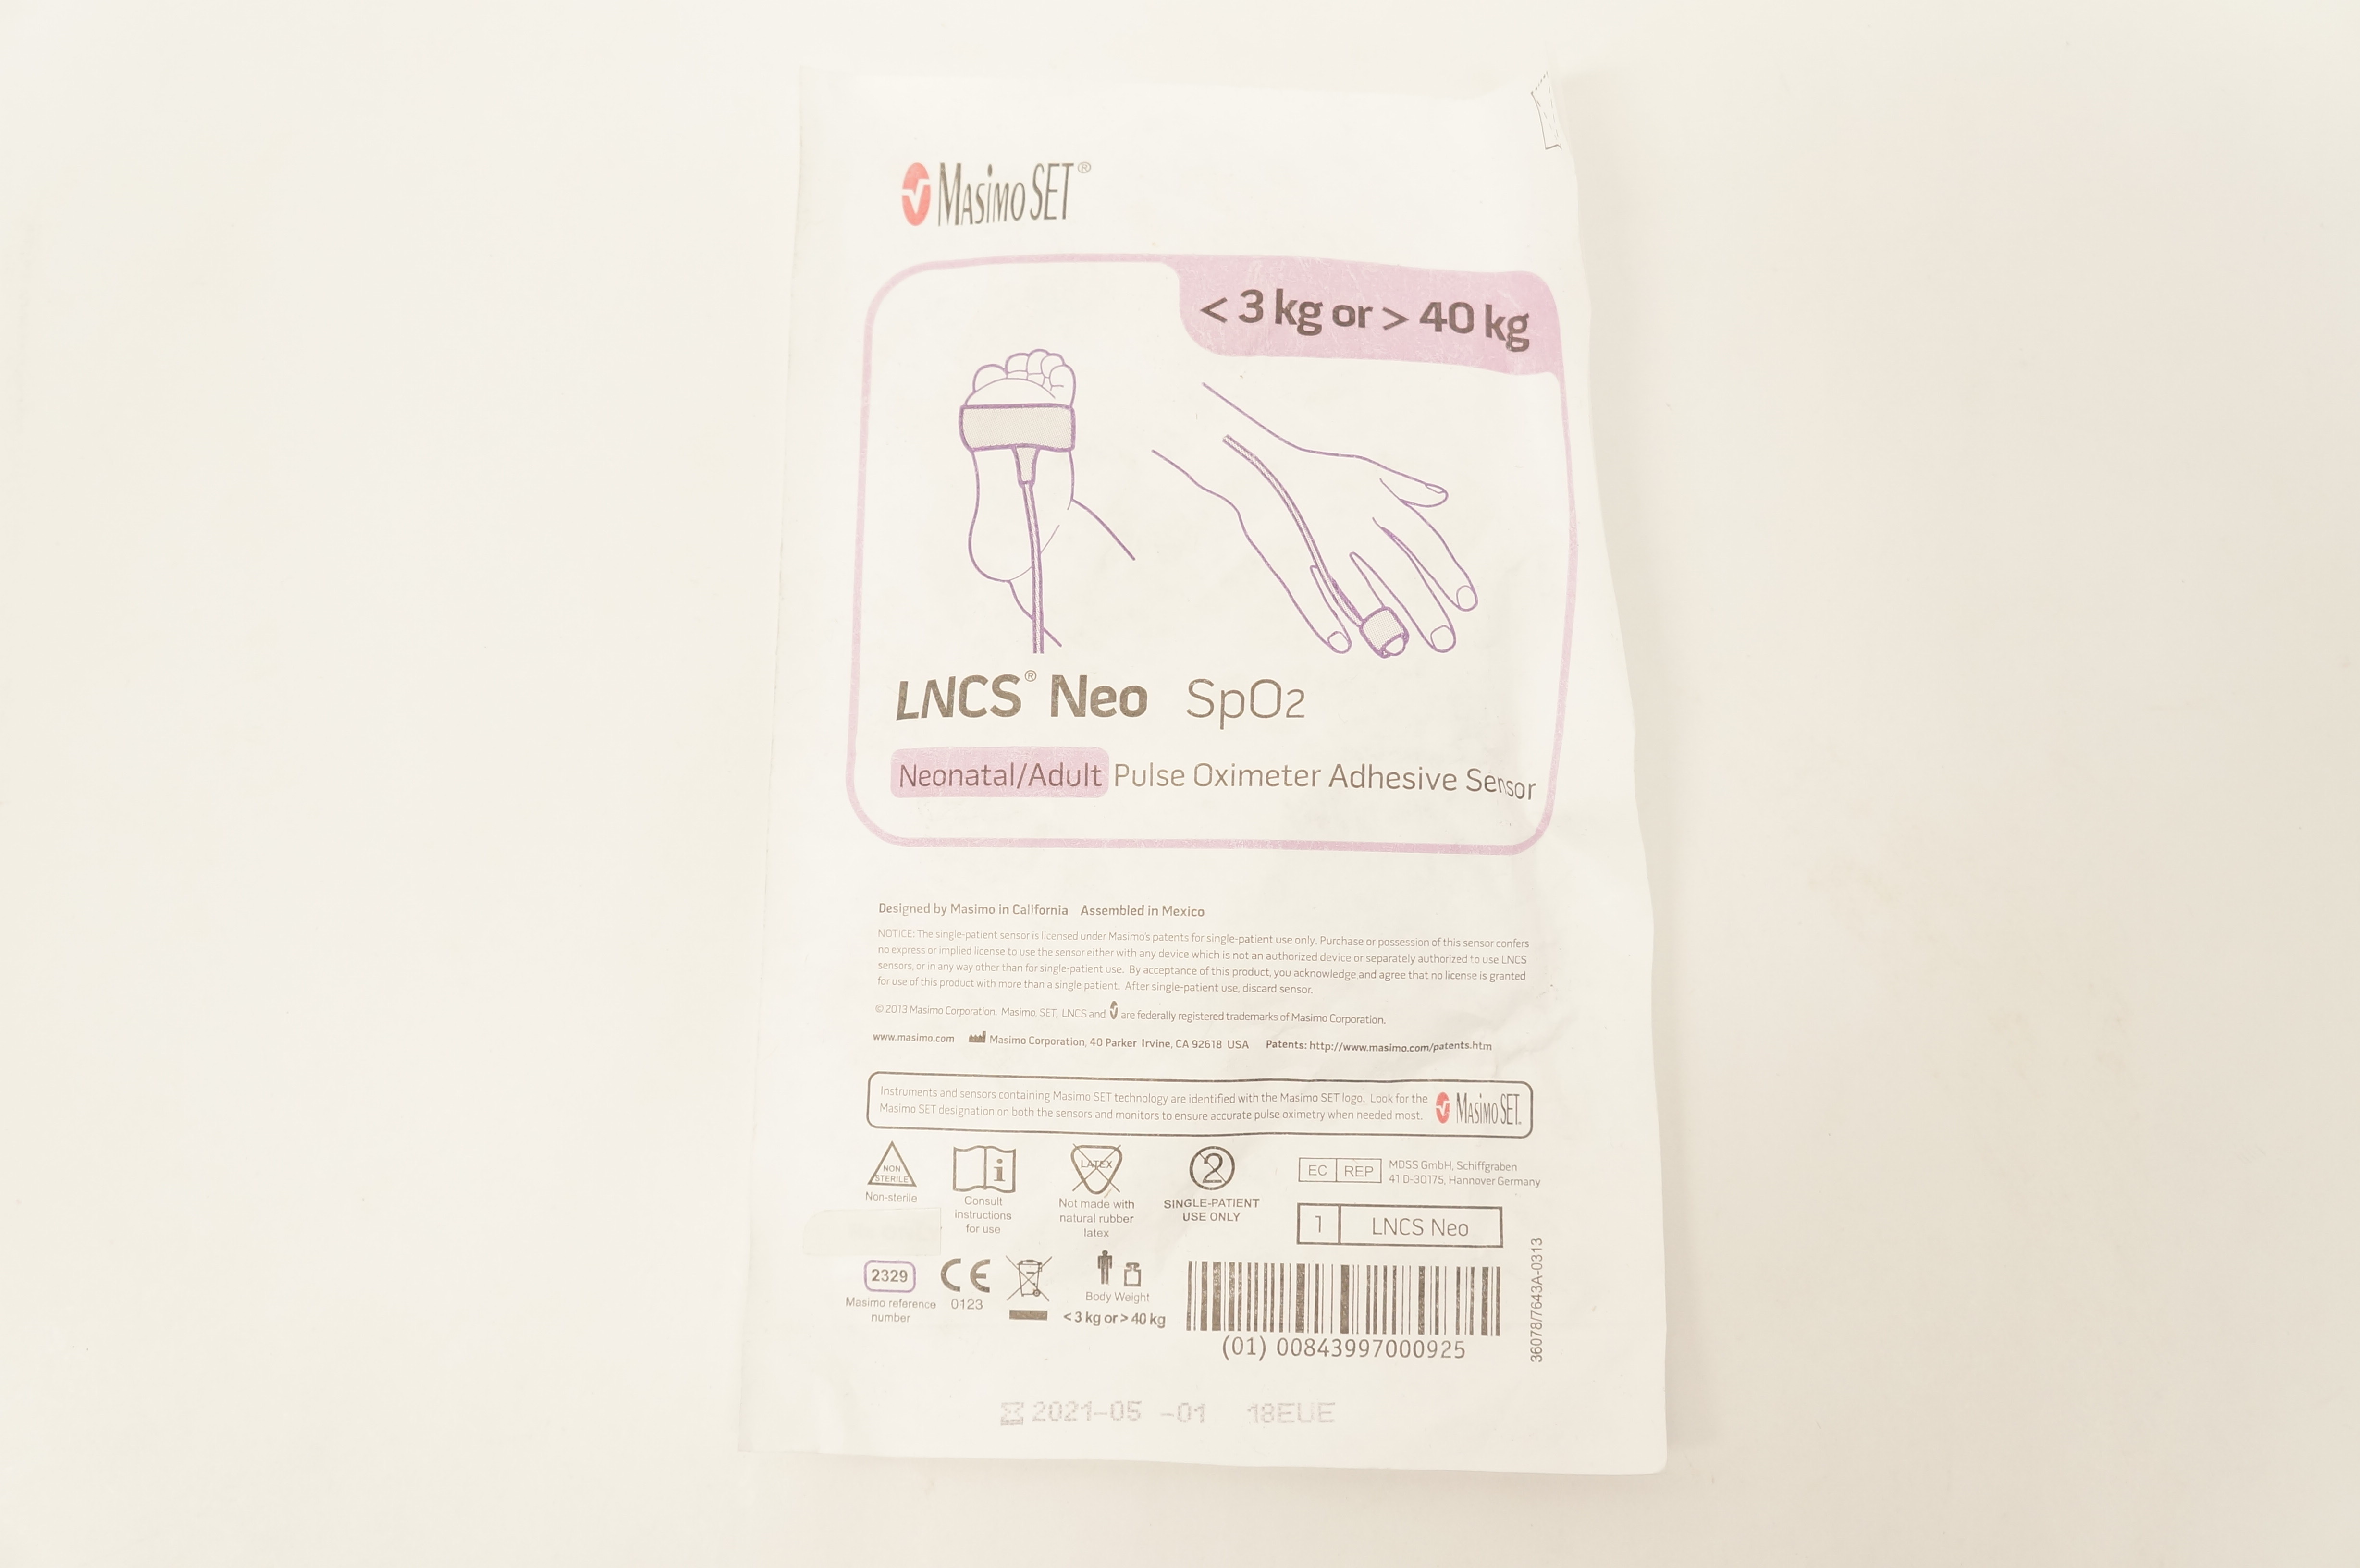 MASIMO SET®
< 3 kg or > 40 kg
LNCS® Neo SpO2
Neonatal/Adult Pulse Oximeter Adhesive Sensor
Designed by Masimo in California Assembled in Mexico
NOTICE: The single-patient sensor is licensed under Masimo's patents for single-patient use only. Purchase or possession of this sensor confers
no express or implied license to use the sensor either with any device which is not an authorized device or separately authorized to use LNCS
sensors, or in any way other than for single-patient use. By acceptance of this product, you acknowledge and agree that no license is granted
for use of this product with more than a single patient. After single-patient use, discard sensor.
© 2013 Masimo Corporation. Masimo, SET, LNCS and are federally registered trademarks of Masimo Corporation.
www.masimo.com Masimo Corporation, 40 Parker Irvine, CA 92618 USA Patents: http://www.masimo.com/patents.htm
Instruments and sensors containing Masimo SET technology are identified with the Masimo SET logo. Look for the
Masimo SET designation on both the sensors and monitors to ensure accurate pulse oximetry when needed most.
MASIMO SET.
NON
STERILE
Non-sterile
i
Consult
instructions
for use
LATEX
Not made with
natural rubber
latex
2
SINGLE-PATIENT
USE ONLY
EC REP
MDSS GmbH, Schiffgraben
41 D-30175, Hannover Germany
1 LNCS Neo
2329
Masimo reference
number
CE
0123
Body Weight
< 3 kg or > 40 kg
(01) 00843997000925
36078/7643A-0313
2021-05 -01 18EUE